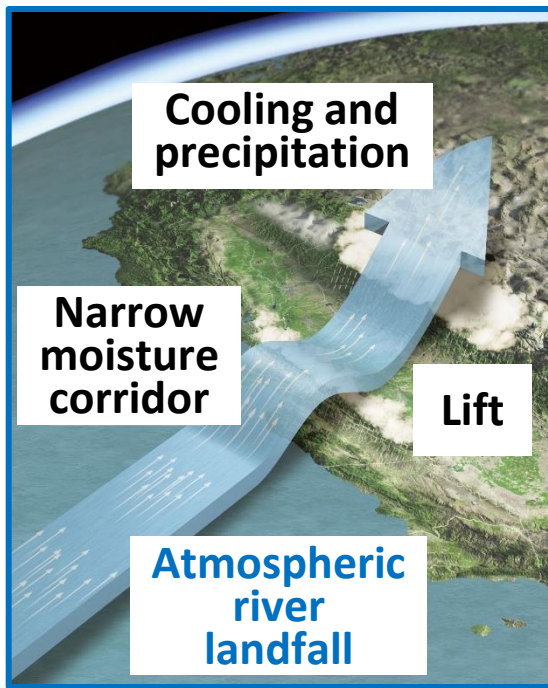 Cooling and
precipitation
Narrow
moisture
corridor
Lift
Atmospheric
river
landfall